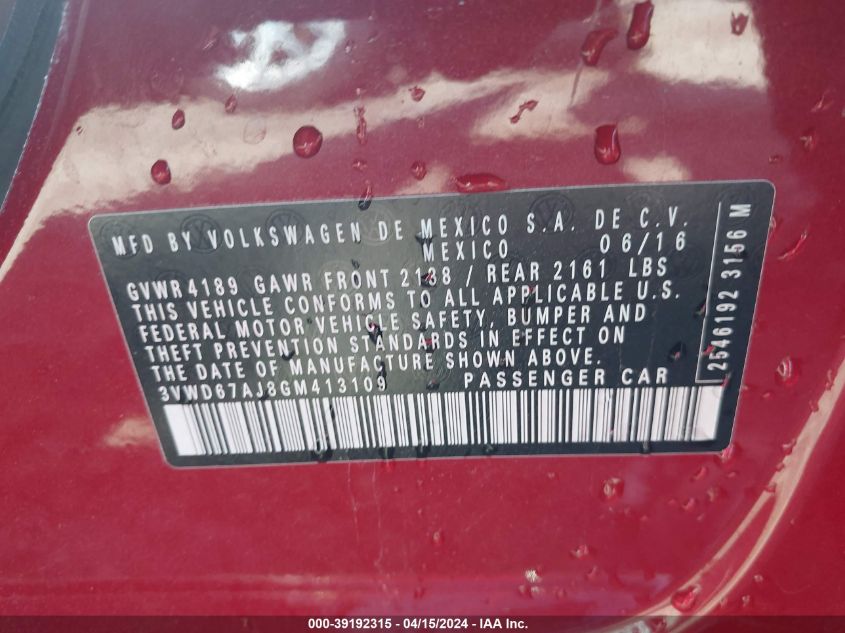 MFD BY VOLKSWAGEN DE MEXICO S.A. DE C.V.
MEXICO 06/16
GVWR 4189 GAWR FRONT 2138 / REAR 2161 LBS
THIS VEHICLE CONFORMS TO ALL APPLICABLE U.S.
FEDERAL MOTOR VEHICLE SAFETY, BUMPER AND
THEFT PREVENTION STANDARDS IN EFFECT ON
THE DATE OF MANUFACTURE SHOWN ABOVE.
3VWD67AJ8GM413109 PASSENGER CAR
2546192 3156 M
000-39192315 - 04/15/2024 - IAA Inc.